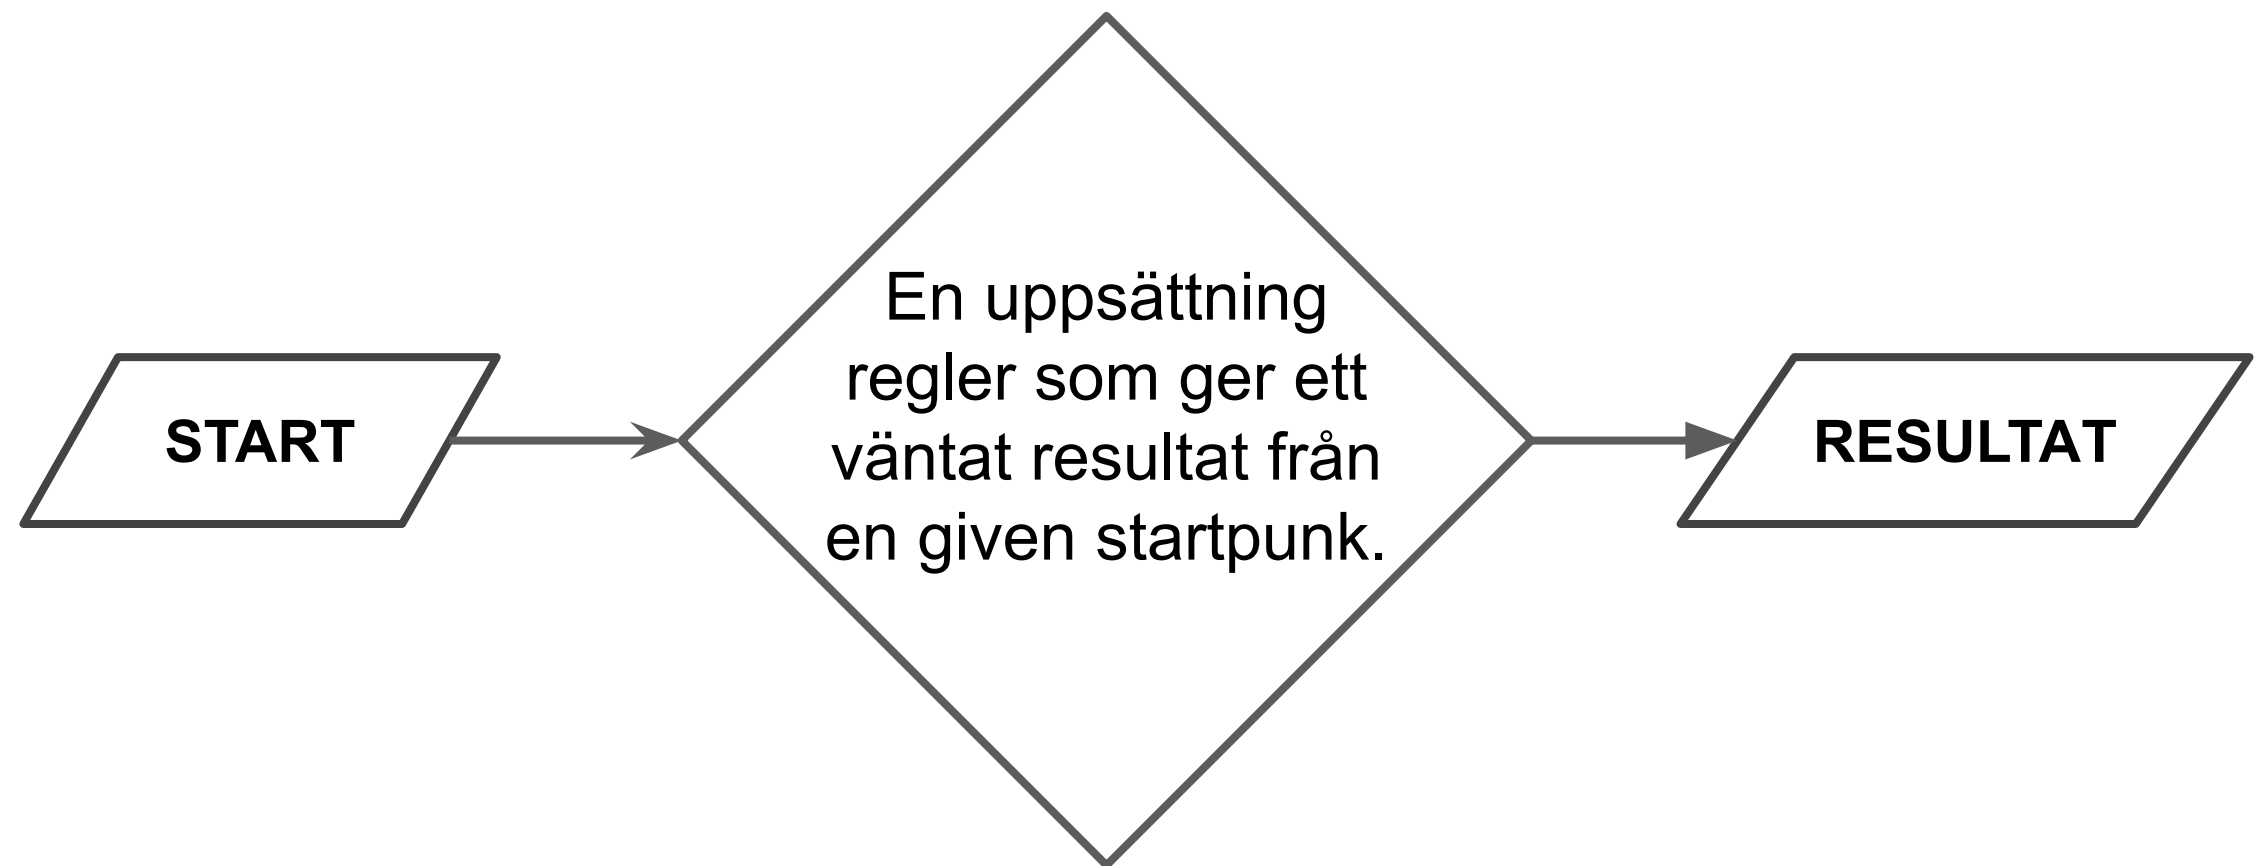 START
En uppsättning
regler som ger ett
väntat resultat från
en given startpunk.
RESULTAT